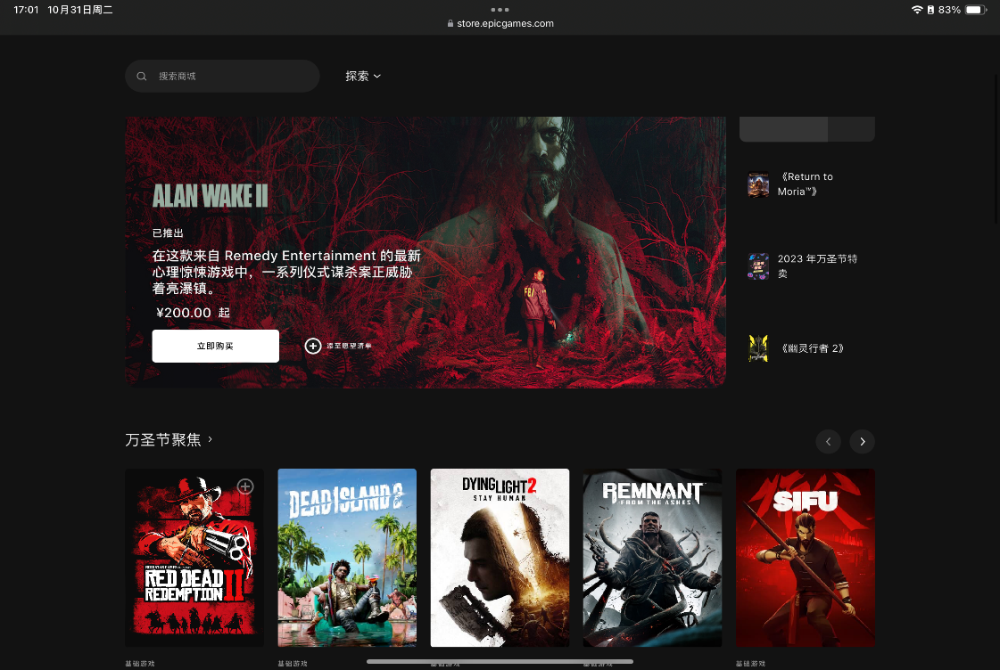 17:01 10月31日周二
83%
store.epicgames.com
搜索商城
探索
ALAN WAKE II
已推出
在这款来自 Remedy Entertainment 的最新
心理惊悚游戏中，一系列仪式谋杀案正威胁
着亮瀑镇。
¥200.00 起
立即购买
添至愿望清单
FBI
《Return to
Moria™》
2023 年万圣节特
卖
《幽灵行者 2》
万圣节聚焦
RED DEAD
REDEMPTION II
DEAD ISLAND 2
DYING LIGHT 2
STAY HUMAN
REMNANT
FROM THE ASHES
SIFU
基础游戏
基础游戏
基础游戏
基础游戏
基础游戏